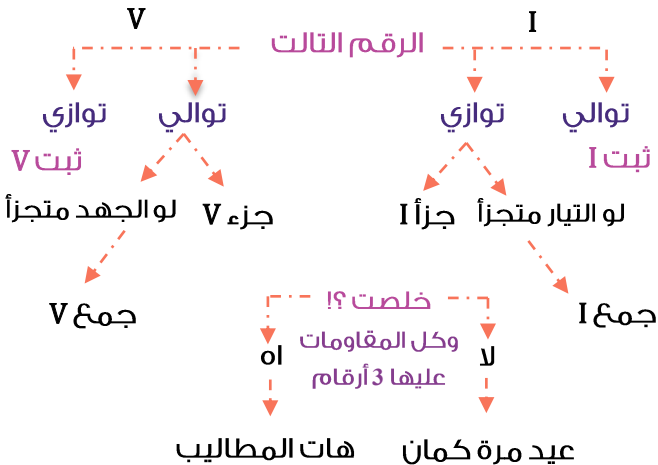 I
الرقم التالت
V
توالي
توازي
توالي
توازي
ثبت I
ثبت V
لو التيار متجزأ
جزأ I
جزء V
لو الجهد متجزأ
جمع I
جمع V
خلصت ؟!
وكل المقاومات
عليها 3 أرقام
لا
اه
عيد مرة كمان
هات المطاليب